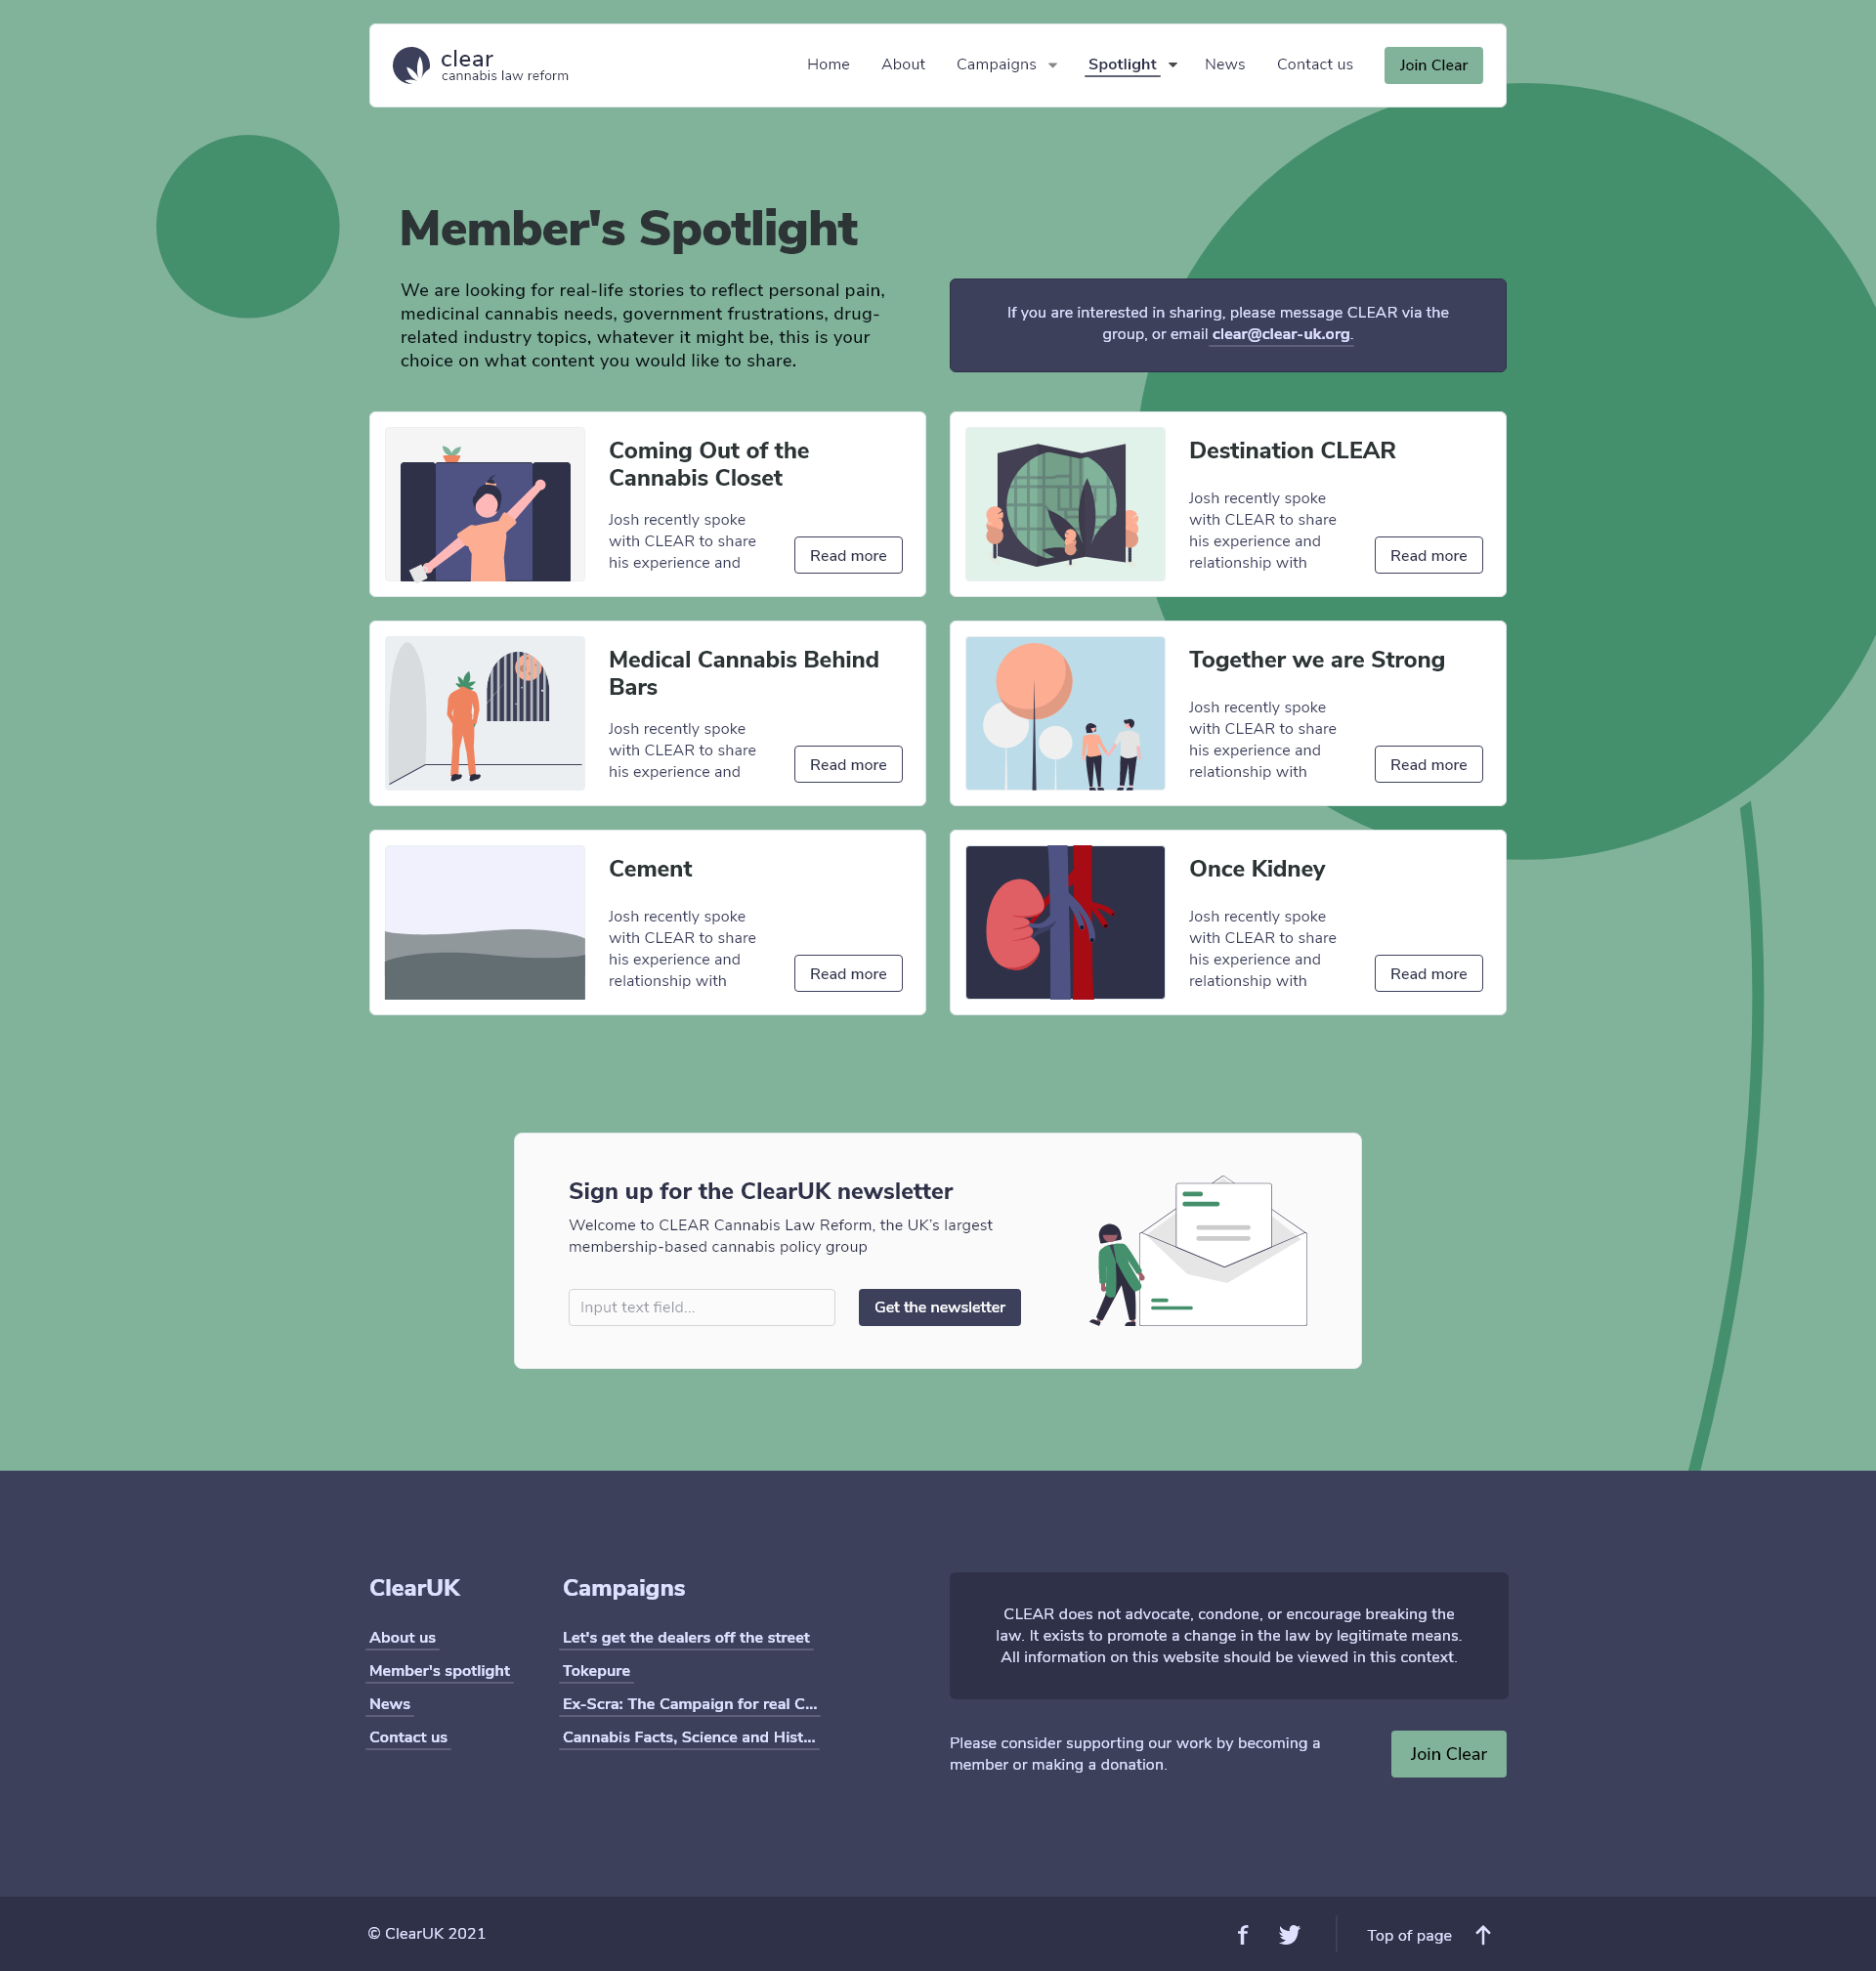 clear
cannabis law reform
Home
About
Campaigns
Spotlight
News
Contact us
Join Clear
Member's Spotlight
We are looking for real-life stories to reflect personal pain,
medicinal cannabis needs, government frustrations, drug-
related industry topics, whatever it might be, this is your
choice on what content you would like to share.
If you are interested in sharing, please message CLEAR via the
group, or email clear@clear-uk.org.
Coming Out of the
Cannabis Closet
Josh recently spoke
with CLEAR to share
his experience and
Read more
Destination CLEAR
Josh recently spoke
with CLEAR to share
his experience and
relationship with
Read more
Medical Cannabis Behind
Bars
Josh recently spoke
with CLEAR to share
his experience and
Read more
Together we are Strong
Josh recently spoke
with CLEAR to share
his experience and
relationship with
Read more
Cement
Josh recently spoke
with CLEAR to share
his experience and
relationship with
Read more
Once Kidney
Josh recently spoke
with CLEAR to share
his experience and
relationship with
Read more
Sign up for the ClearUK newsletter
Welcome to CLEAR Cannabis Law Reform, the UK's largest
membership-based cannabis policy group
Input text field...
Get the newsletter
ClearUK
About us
Member's spotlight
News
Contact us
Campaigns
Let's get the dealers off the street
Tokepure
Ex-Scra: The Campaign for real C...
Cannabis Facts, Science and Hist...
CLEAR does not advocate, condone, or encourage breaking the
law. It exists to promote a change in the law by legitimate means.
All information on this website should be viewed in this context.
Please consider supporting our work by becoming a
member or making a donation.
Join Clear
© ClearUK 2021
Top of page